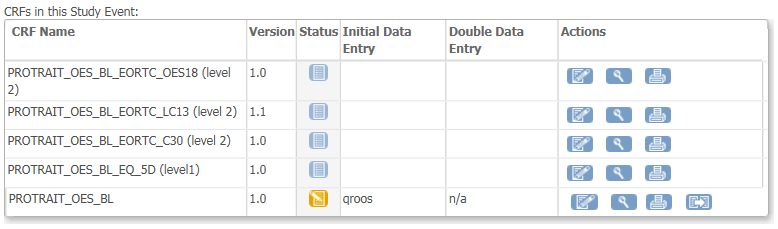 CRFs in this Study Event:
CRF Name Version Status Initial Data Entry Double Data Entry Actions
PROTRAIT_OES_BL_EORTC_OES18 (level 2) 1.0
PROTRAIT_OES_BL_EORTC_LC13 (level 2) 1.1
PROTRAIT_OES_BL_EORTC_C30 (level 2) 1.0
PROTRAIT_OES_BL_EQ_5D (level1) 1.0
PROTRAIT_OES_BL 1.0 qroos n/a